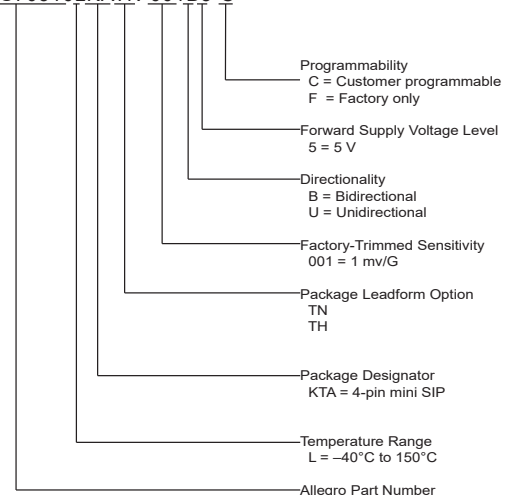 Programmability
C = Customer programmable
F = Factory only
Forward Supply Voltage Level
5 = 5 V
Directionality
B = Bidirectional
U = Unidirectional
Factory-Trimmed Sensitivity
001 = 1 mv/G
Package Leadform Option
TN
TH
Package Designator
KTA = 4-pin mini SIP
Temperature Range
L = –40°C to 150°C
Allegro Part Number